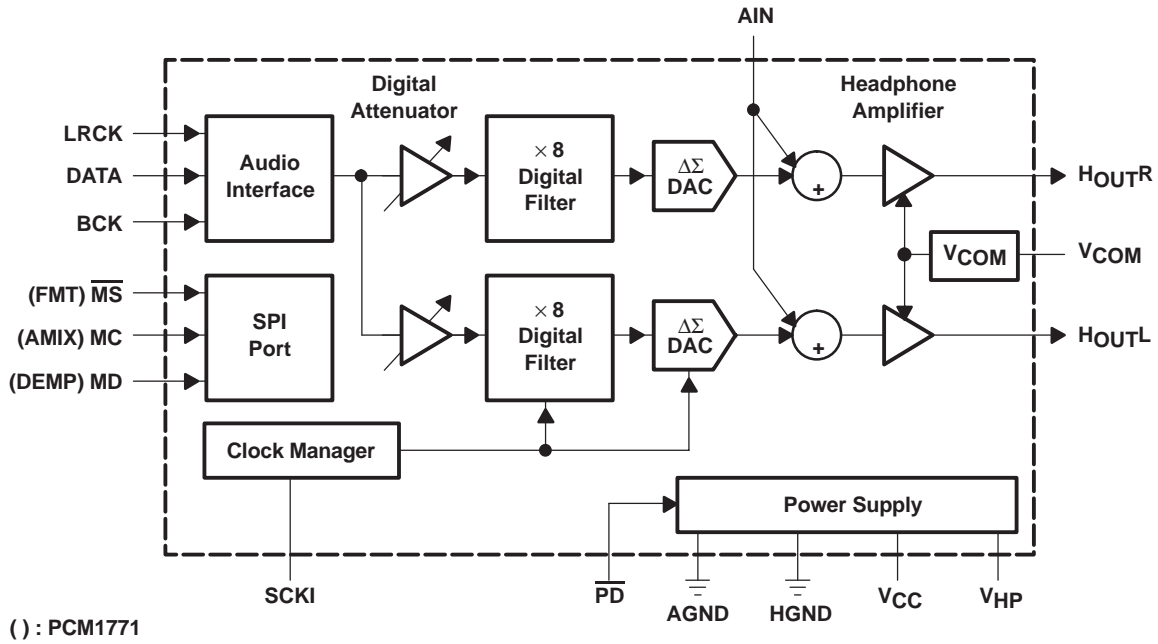 AIN
Digital
Attenuator
Headphone
Amplifier
LRCK
DATA
BCK
Audio
Interface
× 8
Digital
Filter
ΔΣ
DAC
+
HOUTR
VCOM
VCOM
(FMT) M̅S̅
(AMIX) MC
(DEMP) MD
SPI
Port
× 8
Digital
Filter
ΔΣ
DAC
+
HOUTL
Clock Manager
Power Supply
SCKI
P̅D̅
AGND
HGND
VCC
VHP
( ) : PCM1771